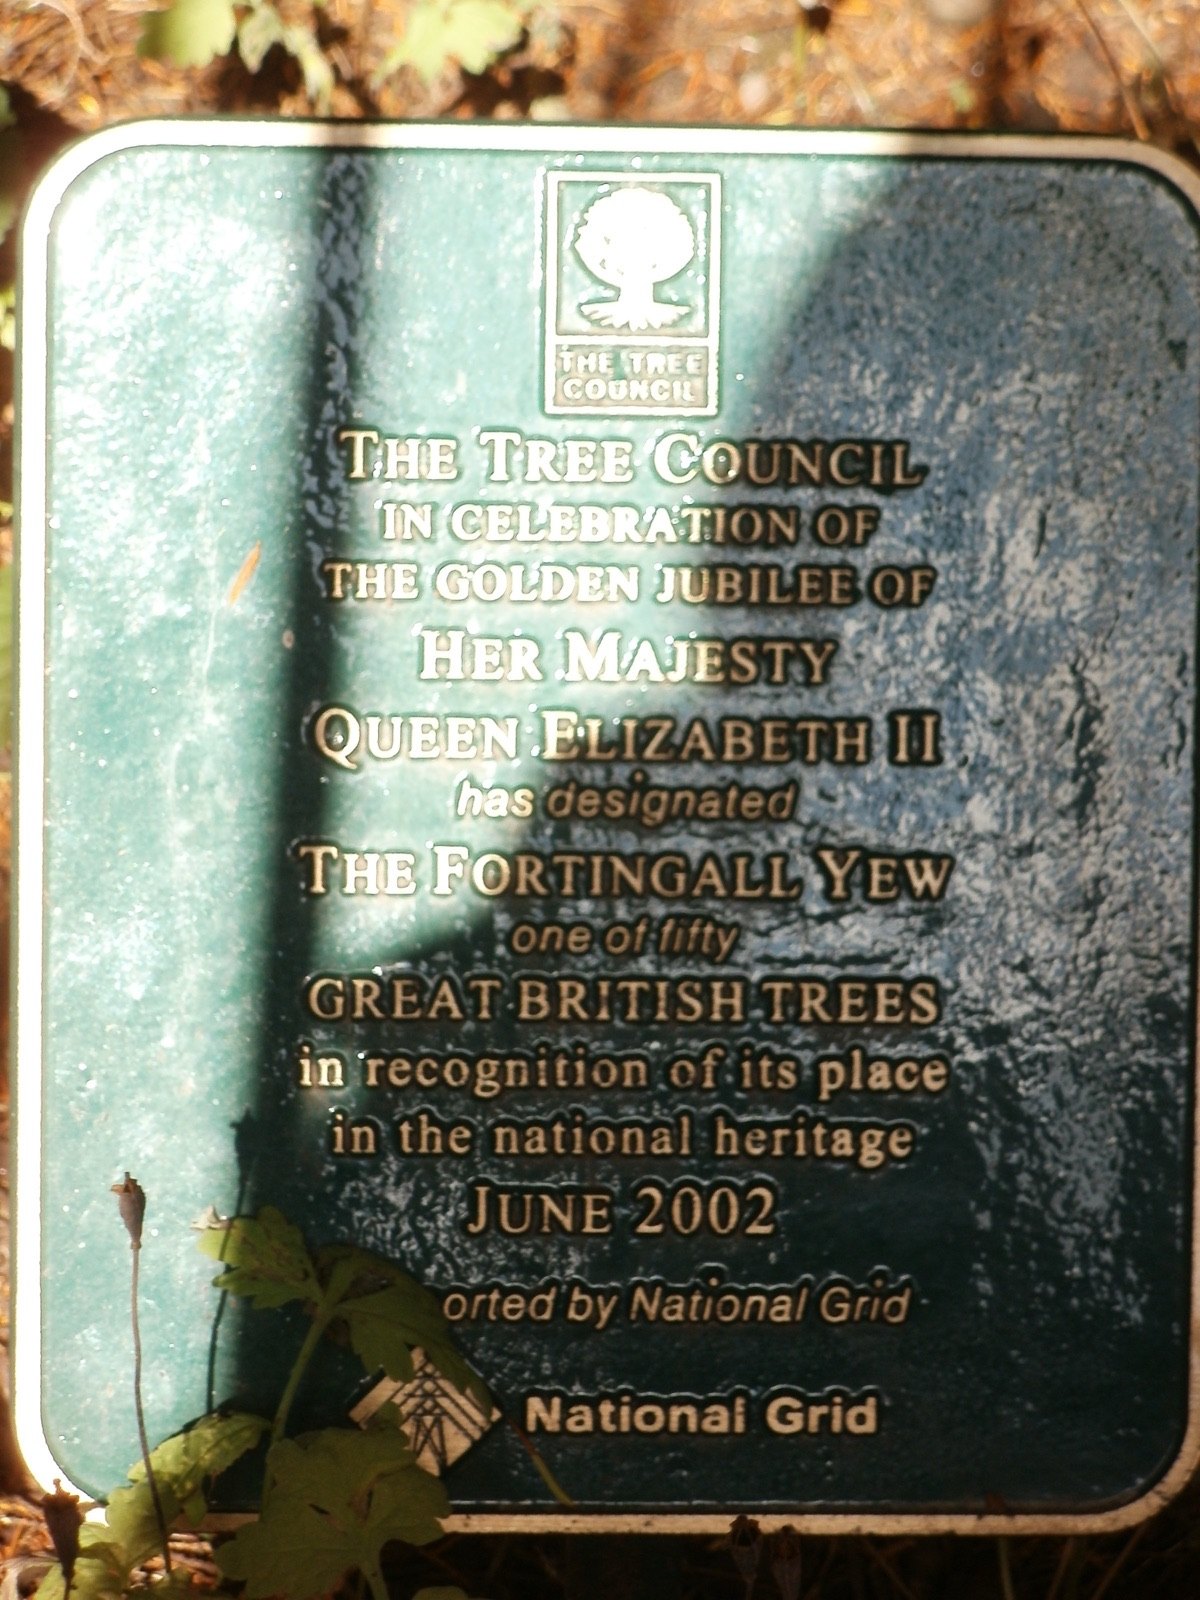 THE TREE
COUNCIL
THE TREE COUNCIL
IN CELEBRATION OF
THE GOLDEN JUBILEE OF
HER MAJESTY
QUEEN ELIZABETH II
has designated
THE FORTINGALL YEW
one of fifty
GREAT BRITISH TREES
in recognition of its place
in the national heritage
JUNE 2002
orted by National Grid
National Grid